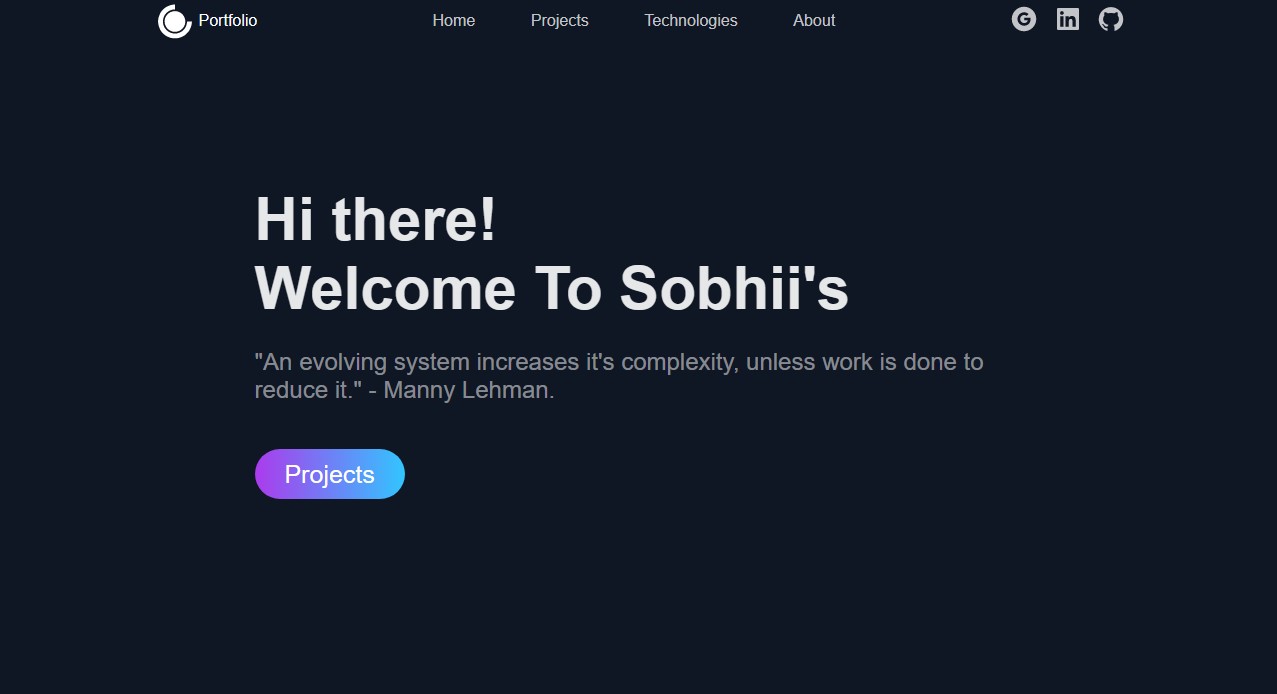 Portfolio
Home
Projects
Technologies
About
Hi there!
Welcome To Sobhii's
"An evolving system increases it's complexity, unless work is done to
reduce it." - Manny Lehman.
Projects